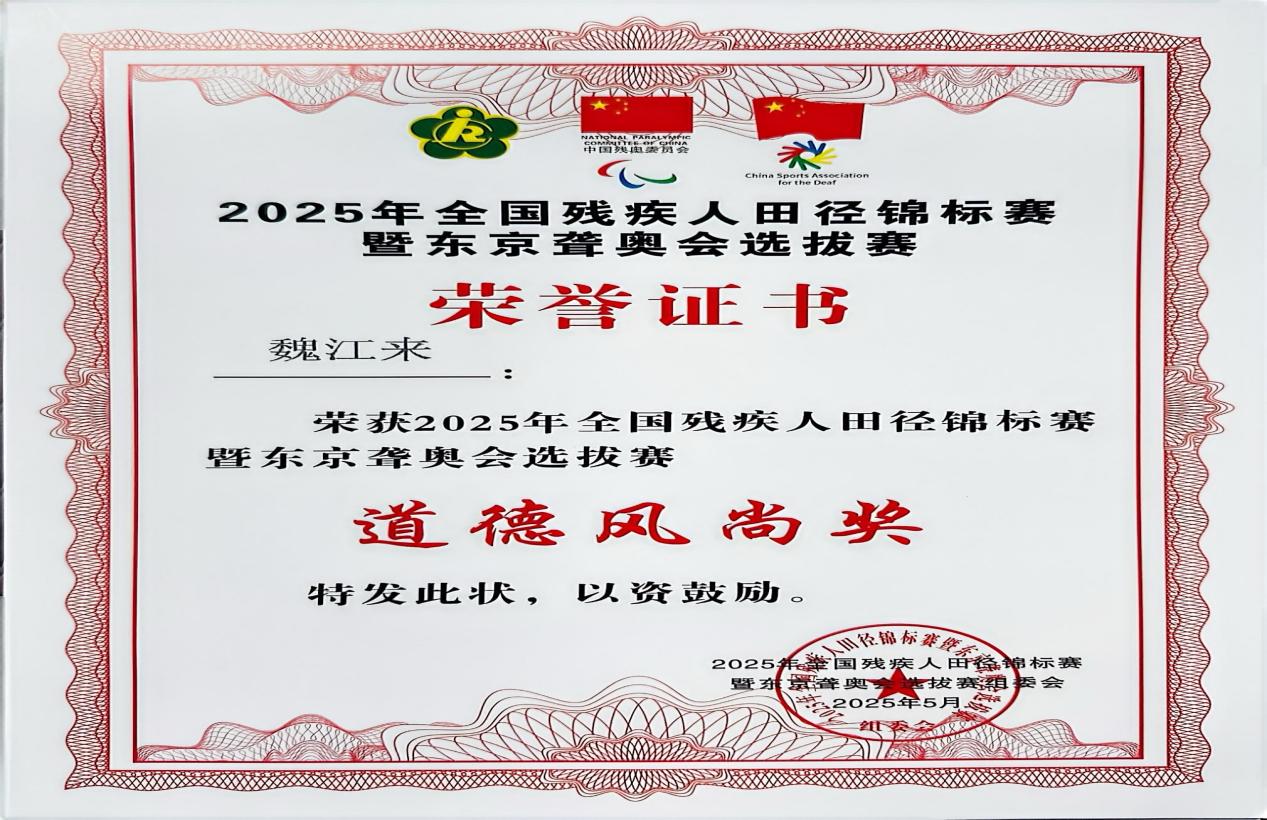 NATIONAL PARALYMPIC
COMMITTEE OF CHINA
中国残奥委员会
China Sports Association
for the Deaf
2025年全国残疾人田径锦标赛
暨东京聋奥会选拔赛
荣誉证书
魏江来
：
荣获2025年全国残疾人田径锦标赛
暨东京聋奥会选拔赛
道德风尚奖
特发此状，以资鼓励。
2025年全国残疾人田径锦标赛
暨东京聋奥会选拔赛组委会
2025年5月
组委会